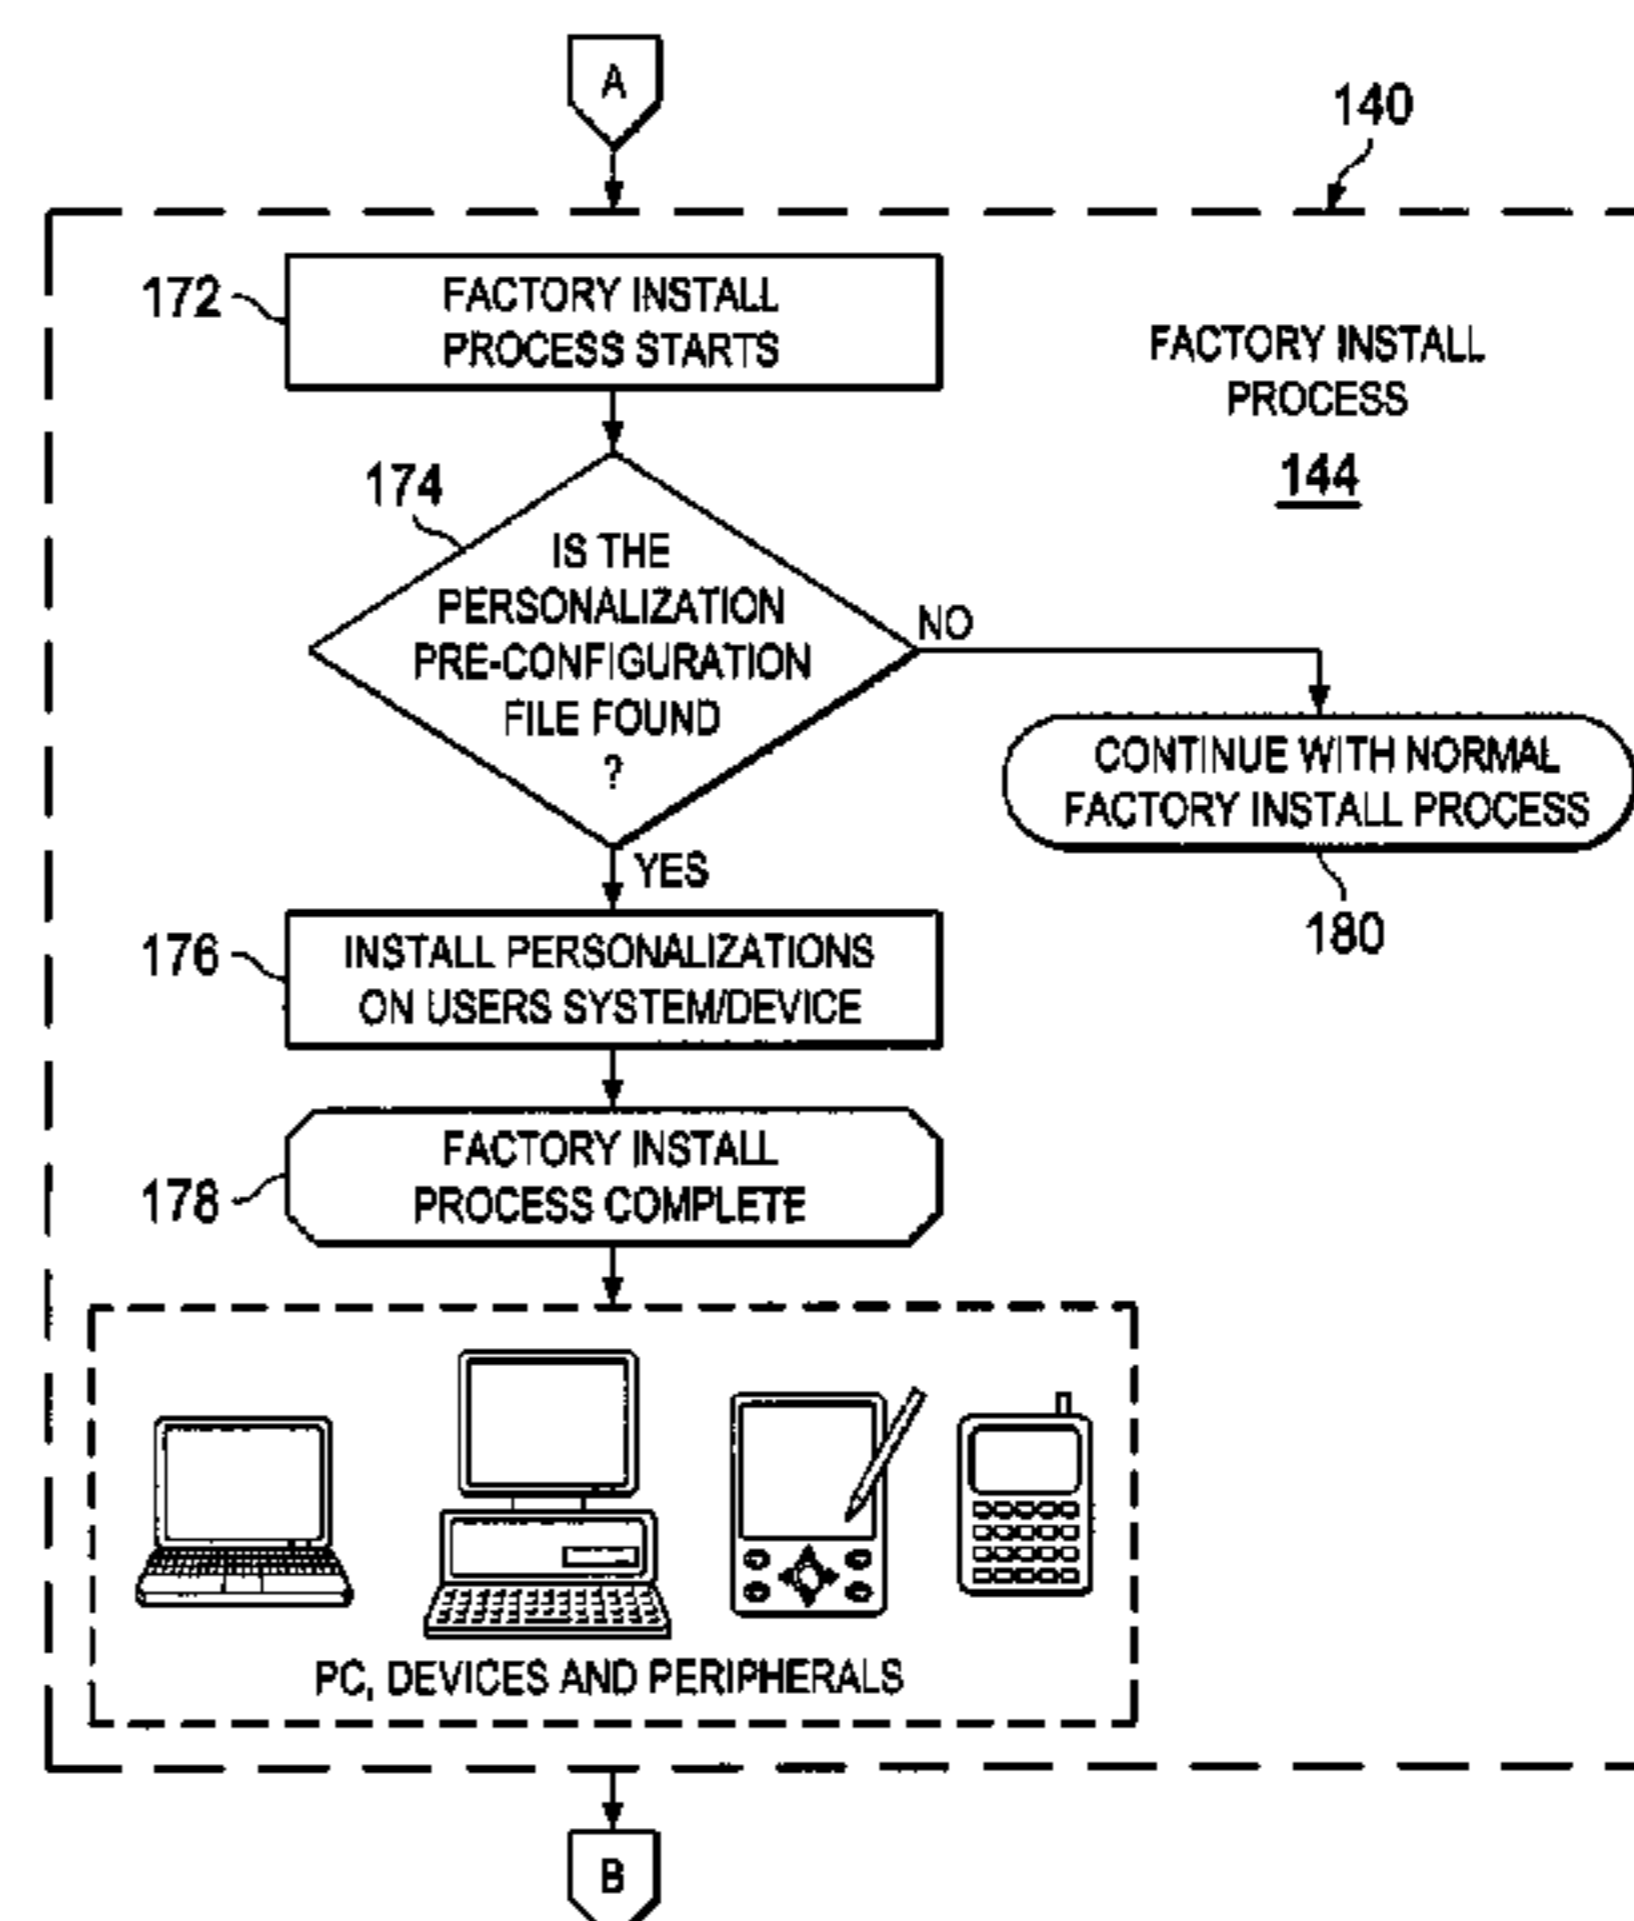 A
140
172
FACTORY INSTALL
PROCESS STARTS
FACTORY INSTALL
PROCESS
144
174
IS THE
PERSONALIZATION
PRE-CONFIGURATION
FILE FOUND
?
NO
CONTINUE WITH NORMAL
FACTORY INSTALL PROCESS
180
YES
176
INSTALL PERSONALIZATIONS
ON USERS SYSTEM/DEVICE
178
FACTORY INSTALL
PROCESS COMPLETE
PC, DEVICES AND PERIPHERALS
B